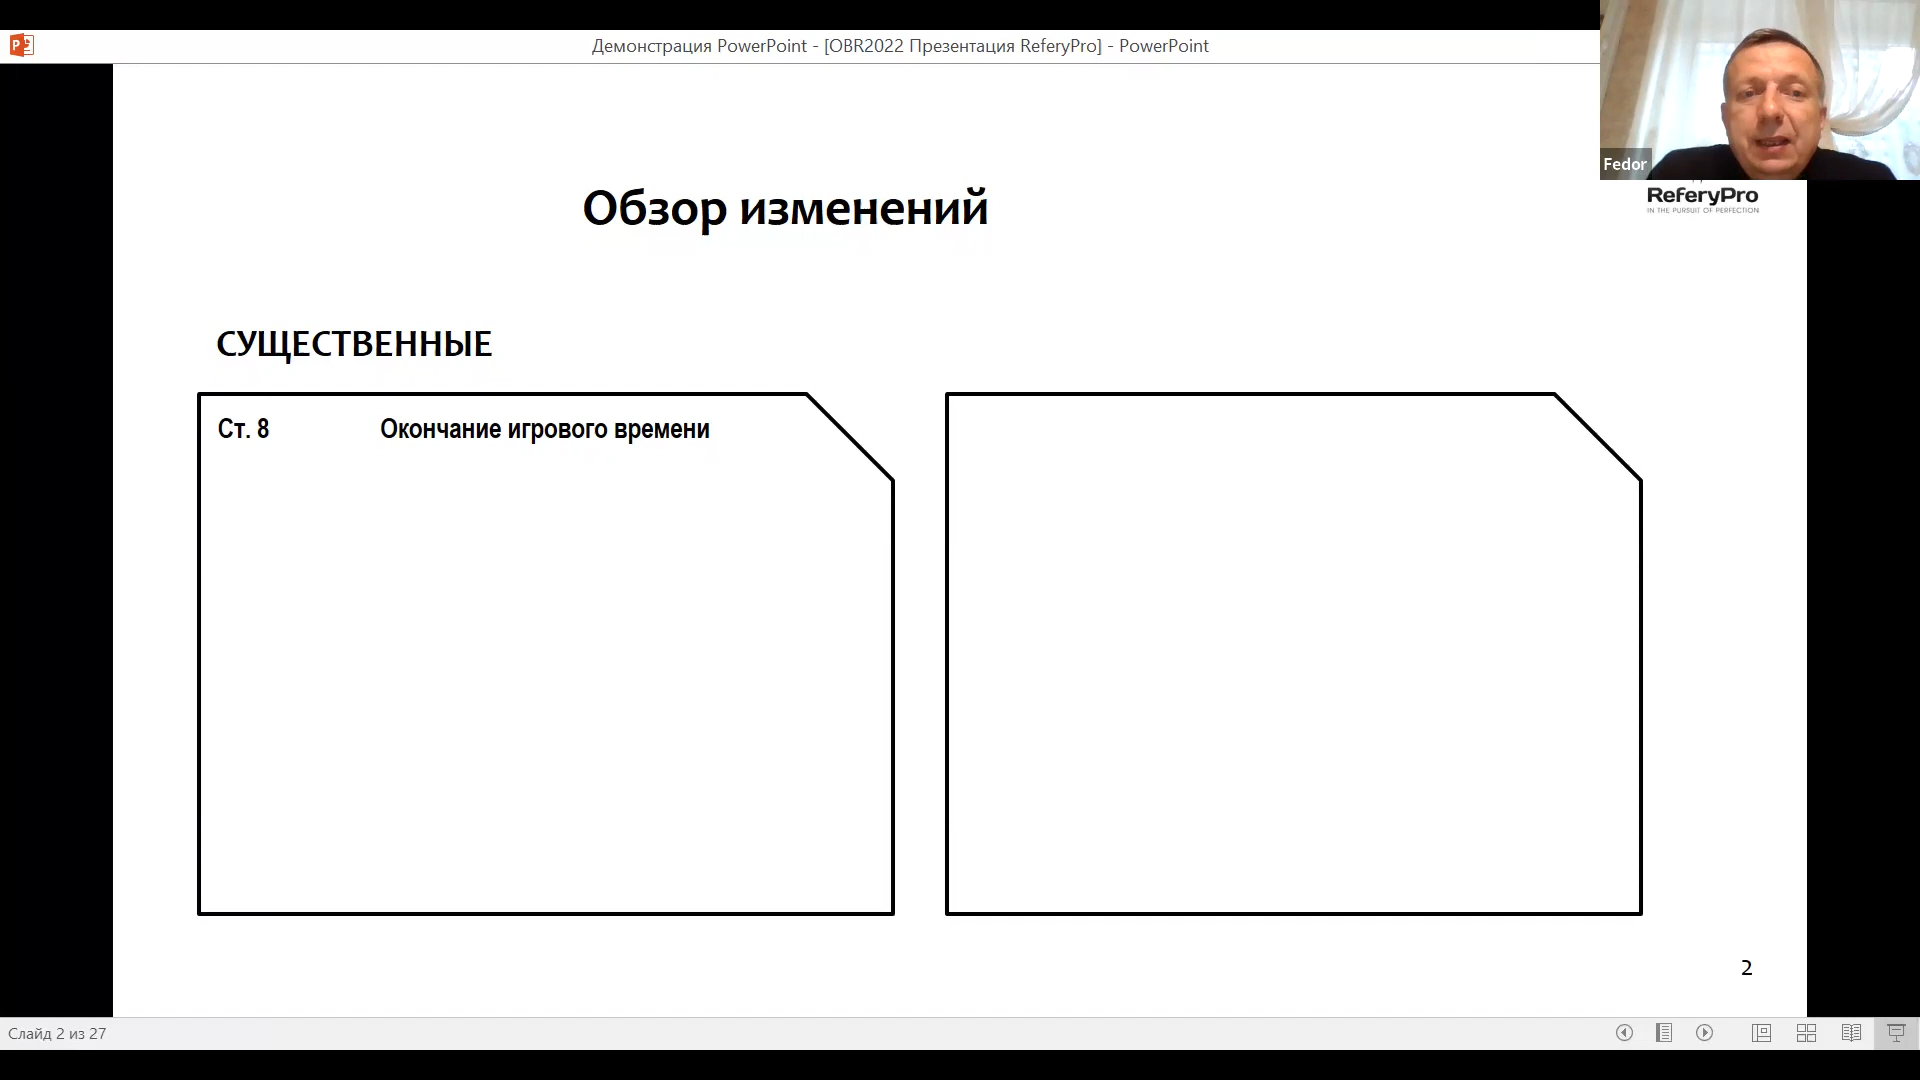 Демонстрация PowerPoint - [OBR2022 Презентация ReferyPro] - PowerPoint
Fedor
ReferyPro
IN THE PURSUIT OF PERFECTION
Обзор изменений
СУЩЕСТВЕННЫЕ
Ст. 8 Окончание игрового времени
2
Слайд 2 из 27